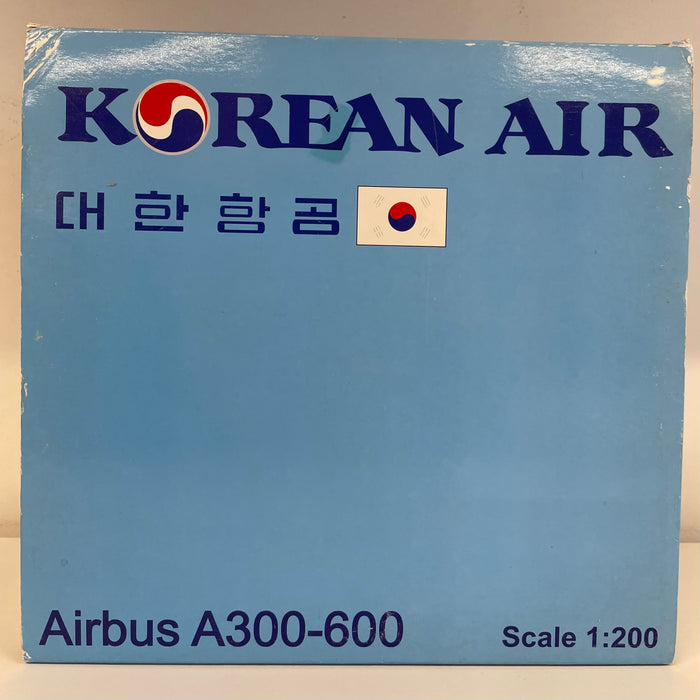 KOREAN AIR
대한항공
Airbus A300-600
Scale 1:200